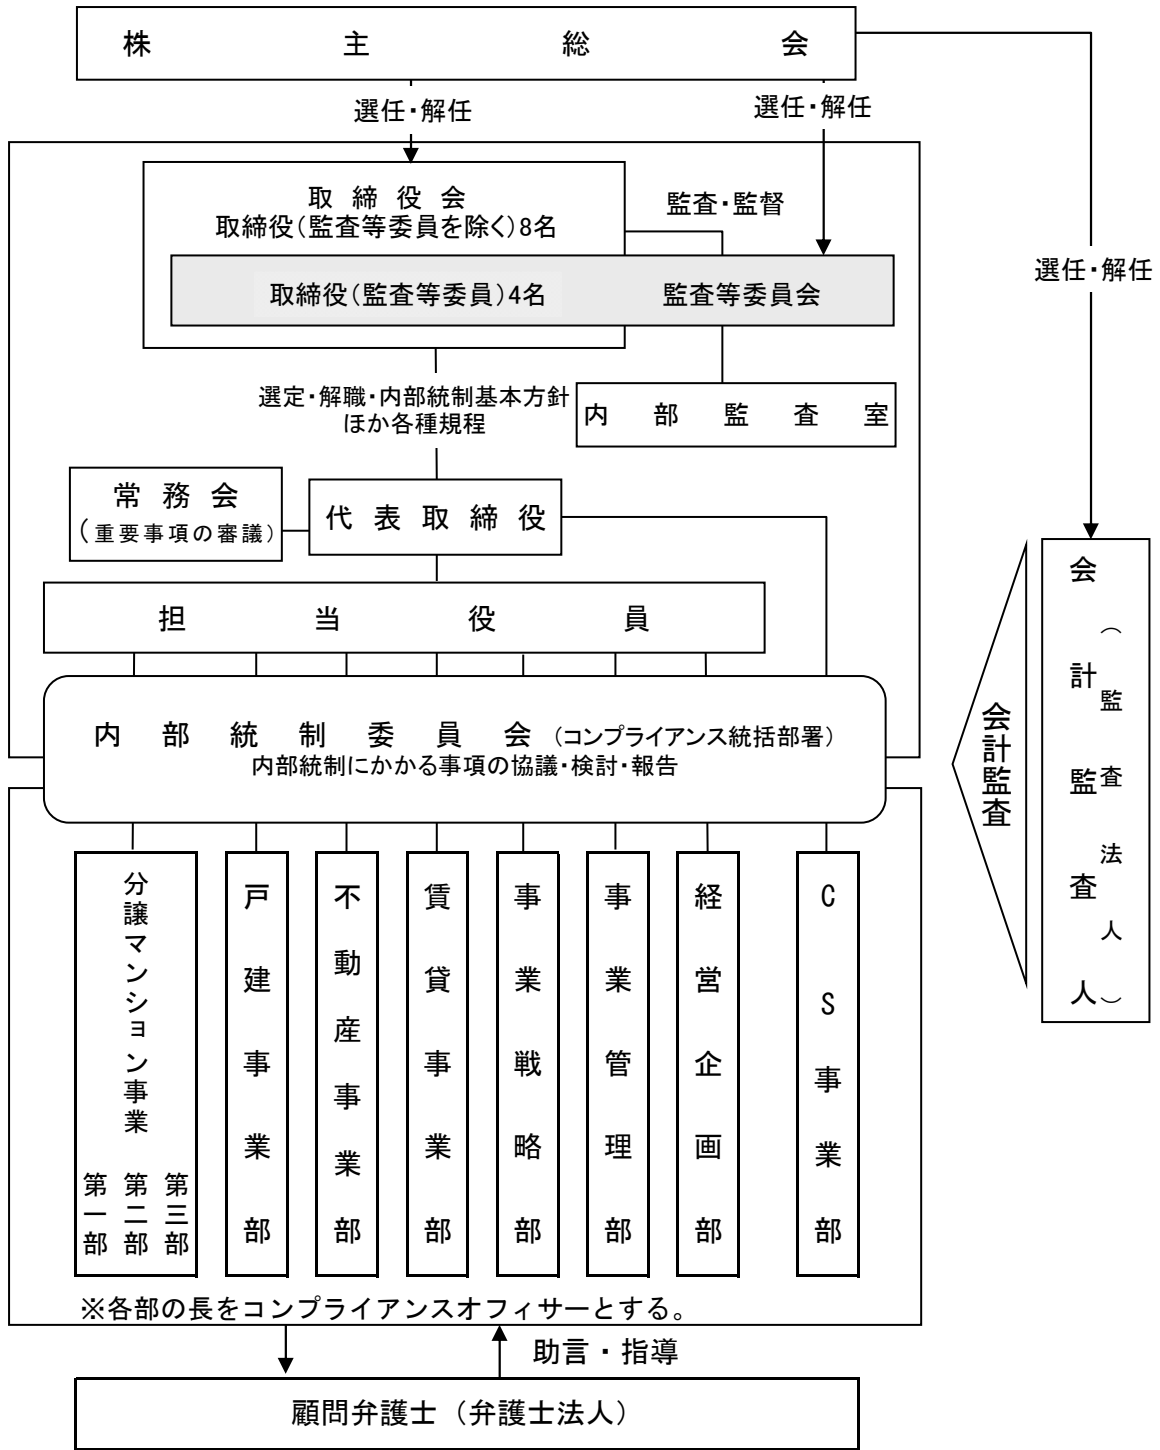 株主総会
選任・解任
選任・解任
選任・解任
取締役会
取締役（監査等委員を除く）8名
監査・監督
取締役（監査等委員）4名
監査等委員会
選定・解職・内部統制基本方針
ほか各種規程
内部監査室
常務会
（重要事項の審議）
代表取締役
担当役員
内部統制委員会（コンプライアンス統括部署）
内部統制にかかる事項の協議・検討・報告
会計監査
会計監査人
（監査法人）
分譲マンション事業
第一部
第二部
第三部
戸建事業部
不動産事業部
賃貸事業部
事業戦略部
事業管理部
経営企画部
CS事業部
※各部の長をコンプライアンスオフィサーとする。
助言・指導
顧問弁護士（弁護士法人）